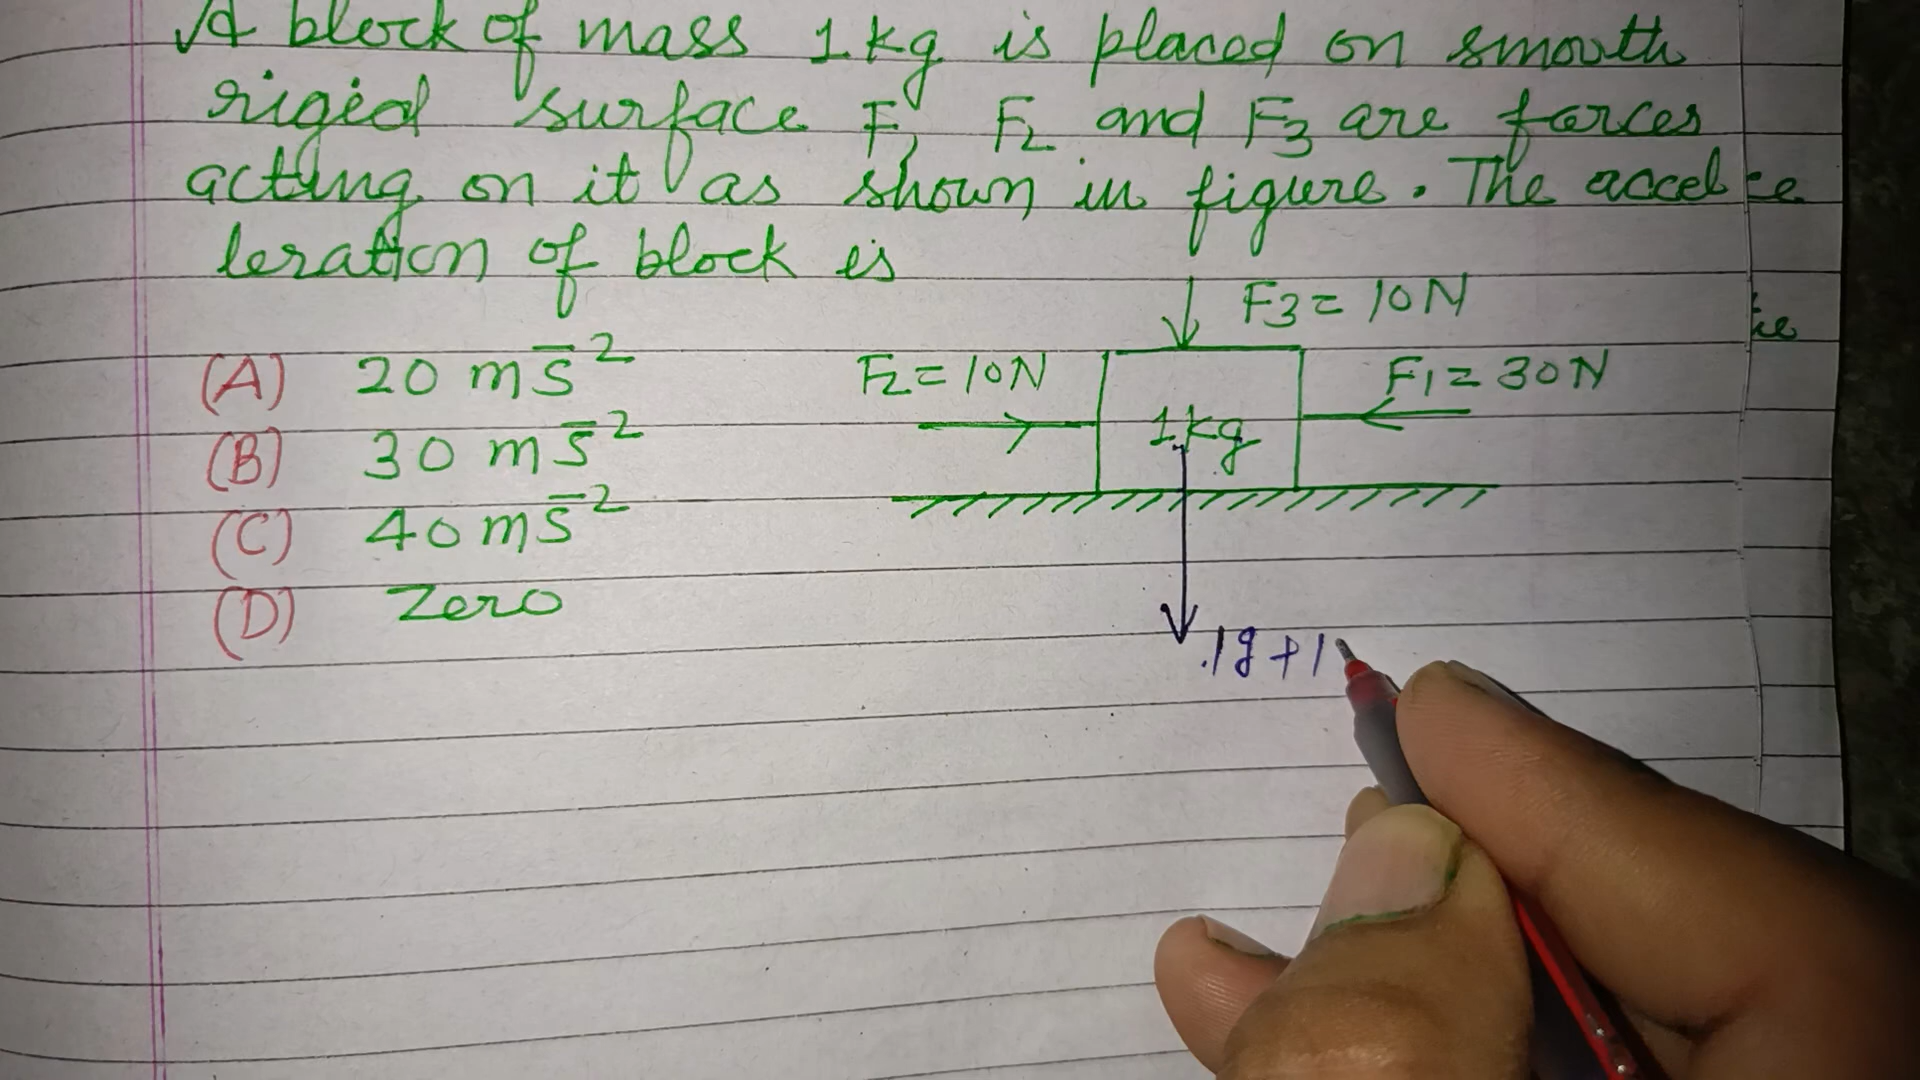 A block of mass 1 kg is placed on smooth
rigid surface F1 F2 and F3 are forces
acting on it as shown in figure. The accel
leration of block is
F3 = 10N
(A) 20 ms̄²
F2 = 10N
F1 = 30N
1kg
(B) 30 ms̄²
(C) 40 ms̄²
(D) Zero
1g + 1